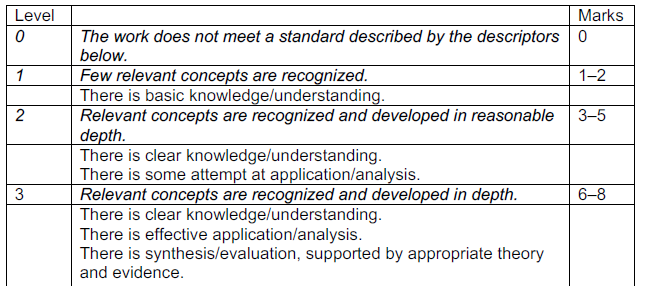 Level Marks
0 The work does not meet a standard described by the descriptors 0
below.
1 Few relevant concepts are recognized. 1–2
There is basic knowledge/understanding.
2 Relevant concepts are recognized and developed in reasonable 3–5
depth.
There is clear knowledge/understanding.
There is some attempt at application/analysis.
3 Relevant concepts are recognized and developed in depth. 6–8
There is clear knowledge/understanding.
There is effective application/analysis.
There is synthesis/evaluation, supported by appropriate theory
and evidence.